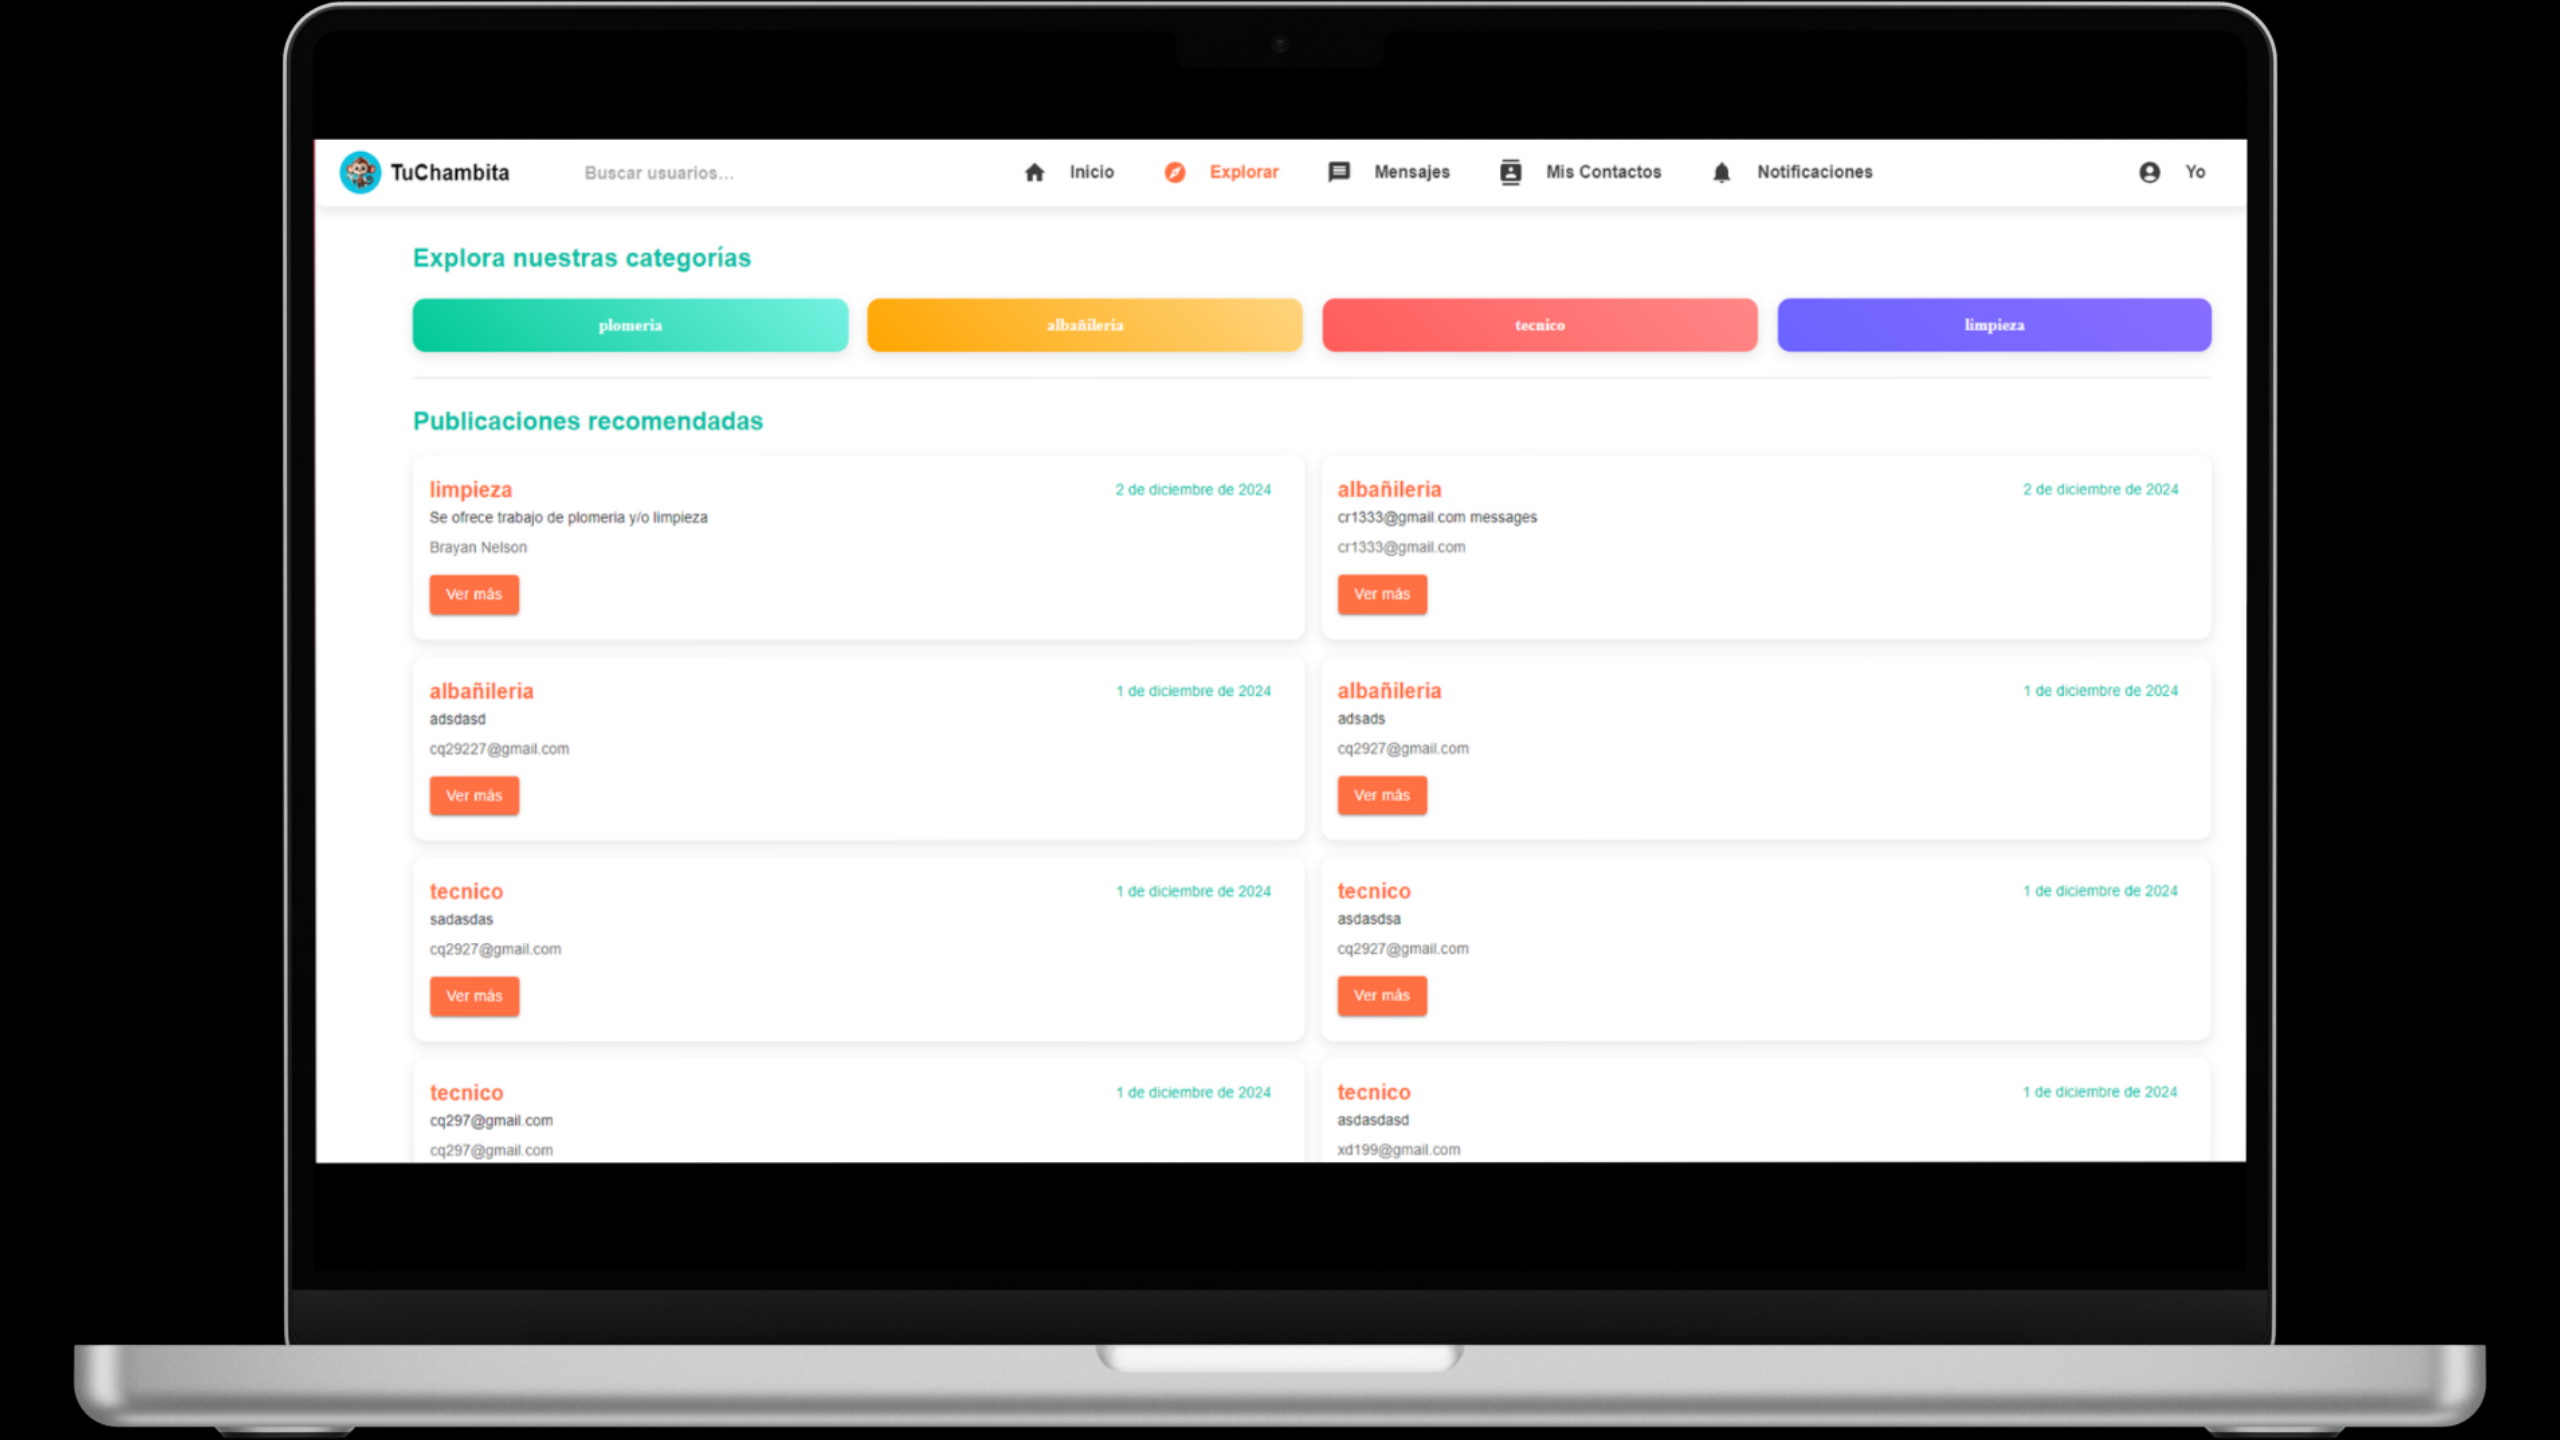 TuChambita
Buscar usuarios...
Inicio
Explorar
Mensajes
Mis Contactos
Notificaciones
Yo
Explora nuestras categorías
plomeria
albañileria
tecnico
limpieza
Publicaciones recomendadas
limpieza
2 de diciembre de 2024
Se ofrece trabajo de plomeria y/o limpieza
Brayan Nelson
Ver más
albañileria
2 de diciembre de 2024
cr1333@gmail.com messages
cr1333@gmail.com
Ver más
albañileria
1 de diciembre de 2024
adsdasd
cq29227@gmail.com
Ver más
albañileria
1 de diciembre de 2024
adsads
cq2927@gmail.com
Ver más
tecnico
1 de diciembre de 2024
sadasdas
cq2927@gmail.com
Ver más
tecnico
1 de diciembre de 2024
asdasdsa
cq2927@gmail.com
Ver más
tecnico
1 de diciembre de 2024
cq297@gmail.com
cq297@gmail.com
tecnico
1 de diciembre de 2024
asdasdasd
xd199@gmail.com